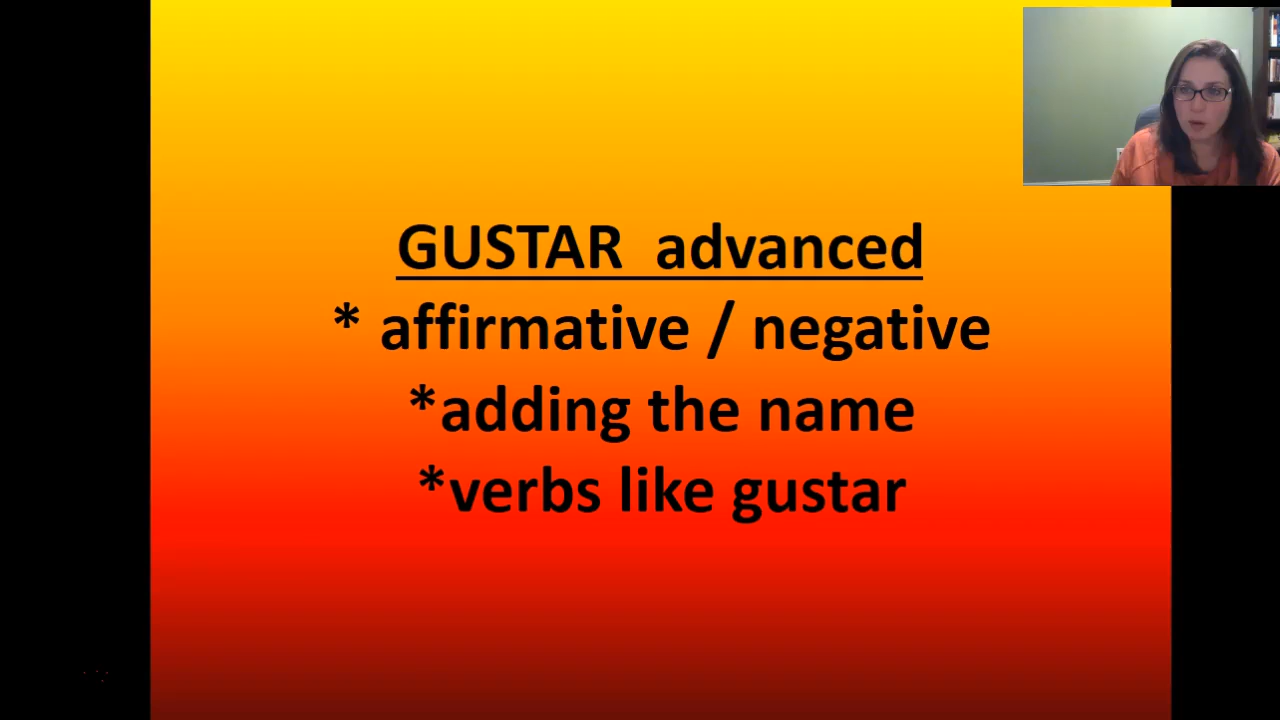 GUSTAR advanced
* affirmative / negative
*adding the name
*verbs like gustar